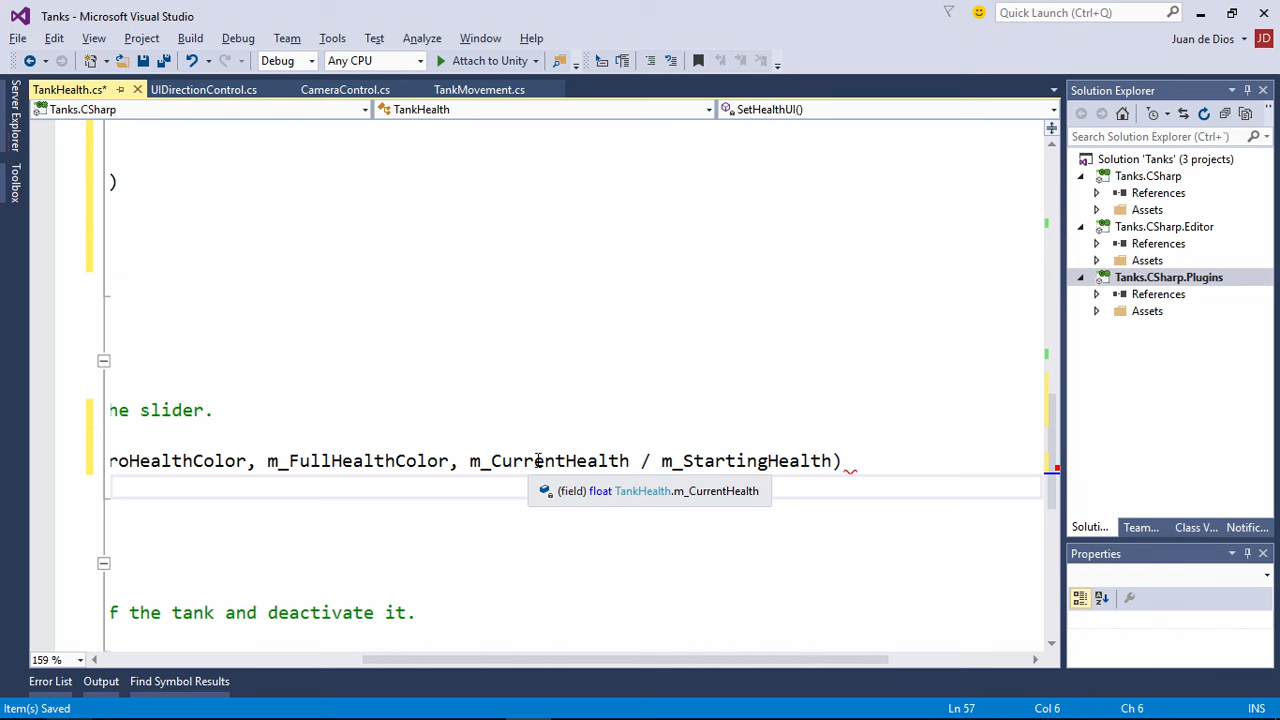 Tanks - Microsoft Visual Studio
Quick Launch (Ctrl+Q)
File Edit View Project Build Debug Team Tools Test Analyze Window Help
Juan de Dios JD
Debug Any CPU Attach to Unity
TankHealth.cs* UIDirectionControl.cs CameraControl.cs TankMovement.cs
Tanks.CSharp TankHealth SetHealthUI()
Server Explorer
Toolbox
)
he slider.
roHealthColor, m_FullHealthColor, m_CurrentHealth / m_StartingHealth)
(field) float TankHealth.m_CurrentHealth
f the tank and deactivate it.
159 %
Solution Explorer
Search Solution Explorer (Ctrl+´)
Solution 'Tanks' (3 projects)
Tanks.CSharp
References
Assets
Tanks.CSharp.Editor
References
Assets
Tanks.CSharp.Plugins
References
Assets
Soluti... Team... Class V... Notific...
Properties
Error List Output Find Symbol Results
Item(s) Saved Ln 57 Col 6 Ch 6 INS